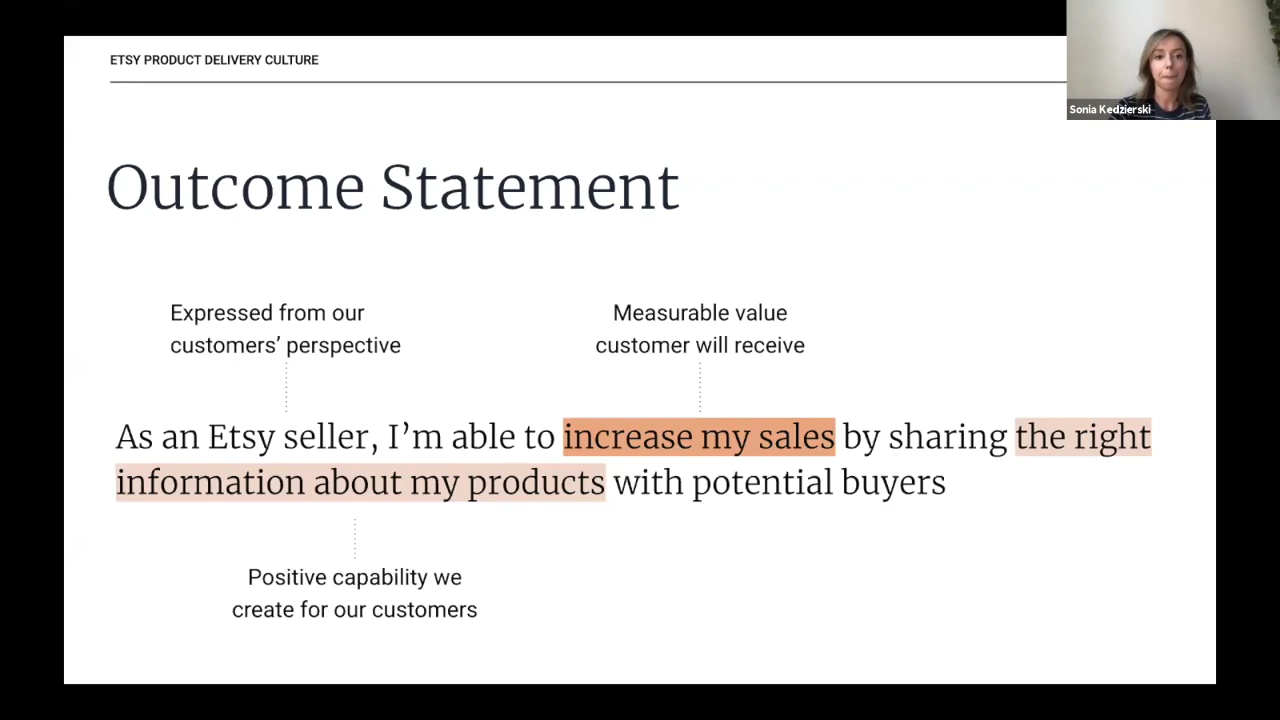 ETSY PRODUCT DELIVERY CULTURE
Sonia Kedzierski
Outcome Statement
Expressed from our
customers’ perspective
Measurable value
customer will receive
As an Etsy seller, I’m able to increase my sales by sharing the right
information about my products with potential buyers
Positive capability we
create for our customers